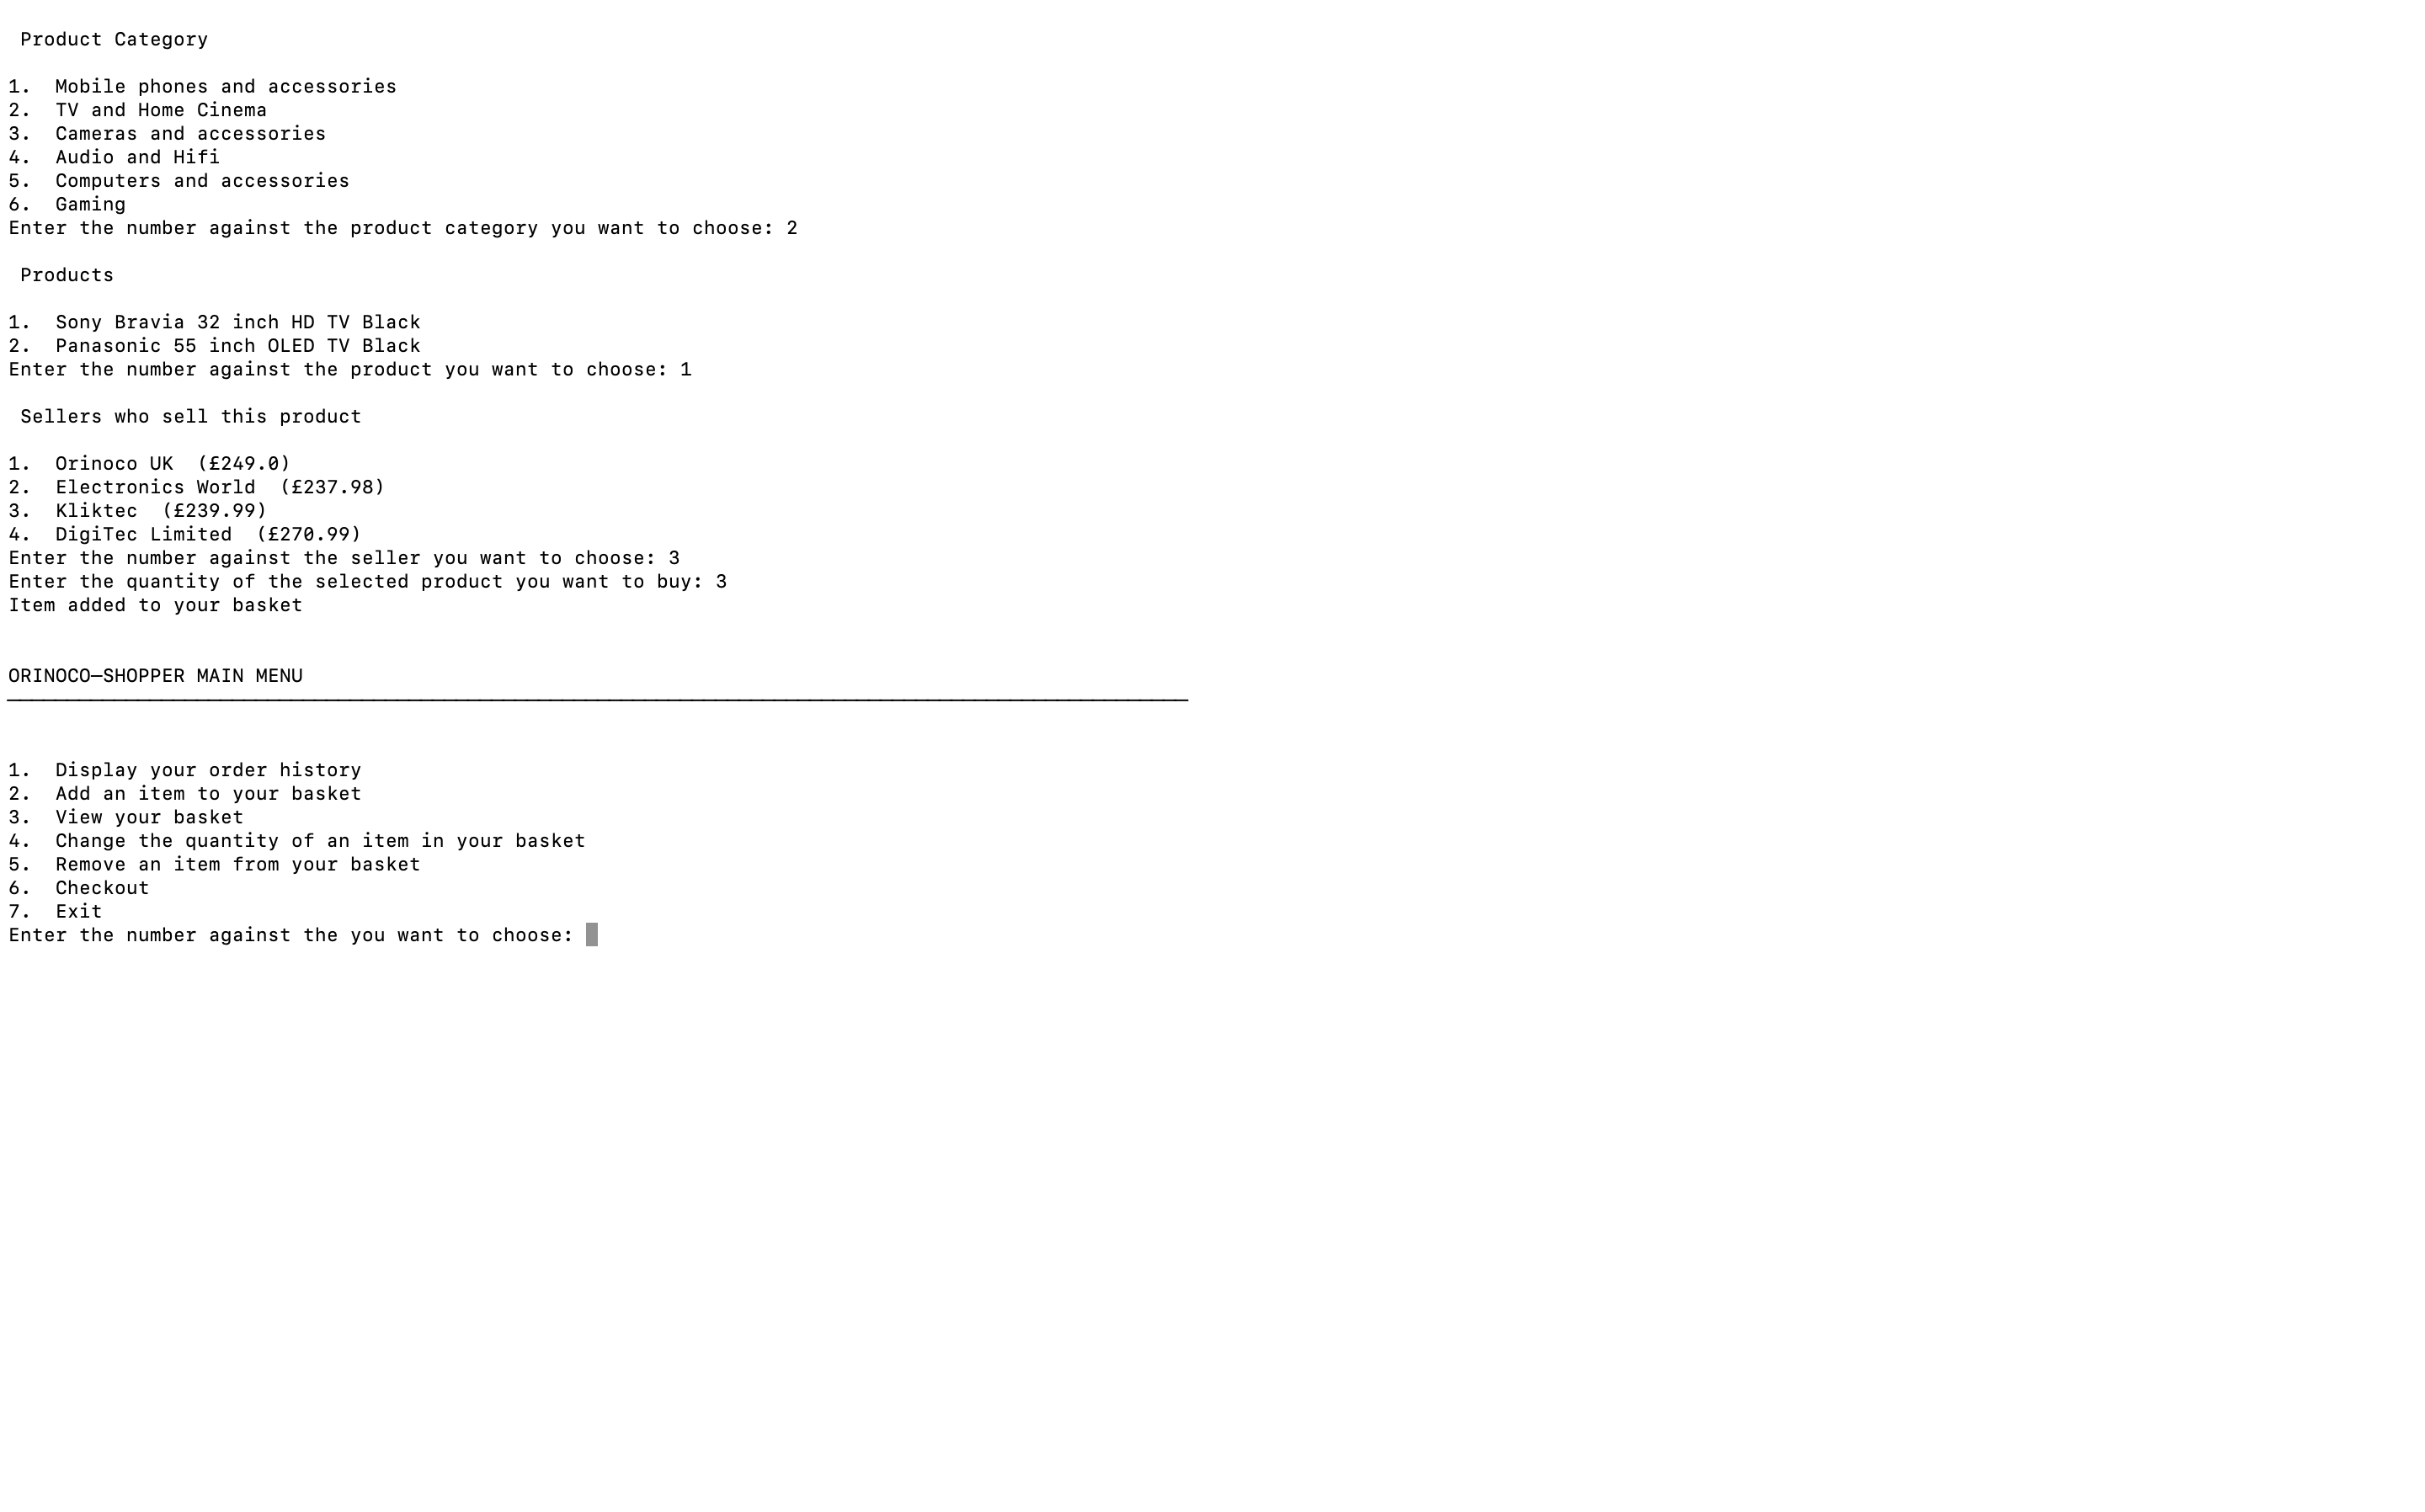 Product Category
1.  Mobile phones and accessories
2.  TV and Home Cinema
3.  Cameras and accessories
4.  Audio and Hifi
5.  Computers and accessories
6.  Gaming
Enter the number against the product category you want to choose: 2
Products
1.  Sony Bravia 32 inch HD TV Black
2.  Panasonic 55 inch OLED TV Black
Enter the number against the product you want to choose: 1
Sellers who sell this product
1.  Orinoco UK  (£249.0)
2.  Electronics World  (£237.98)
3.  Kliktec  (£239.99)
4.  DigiTec Limited  (£270.99)
Enter the number against the seller you want to choose: 3
Enter the quantity of the selected product you want to buy: 3
Item added to your basket
ORINOCO–SHOPPER MAIN MENU
1.  Display your order history
2.  Add an item to your basket
3.  View your basket
4.  Change the quantity of an item in your basket
5.  Remove an item from your basket
6.  Checkout
7.  Exit
Enter the number against the you want to choose: